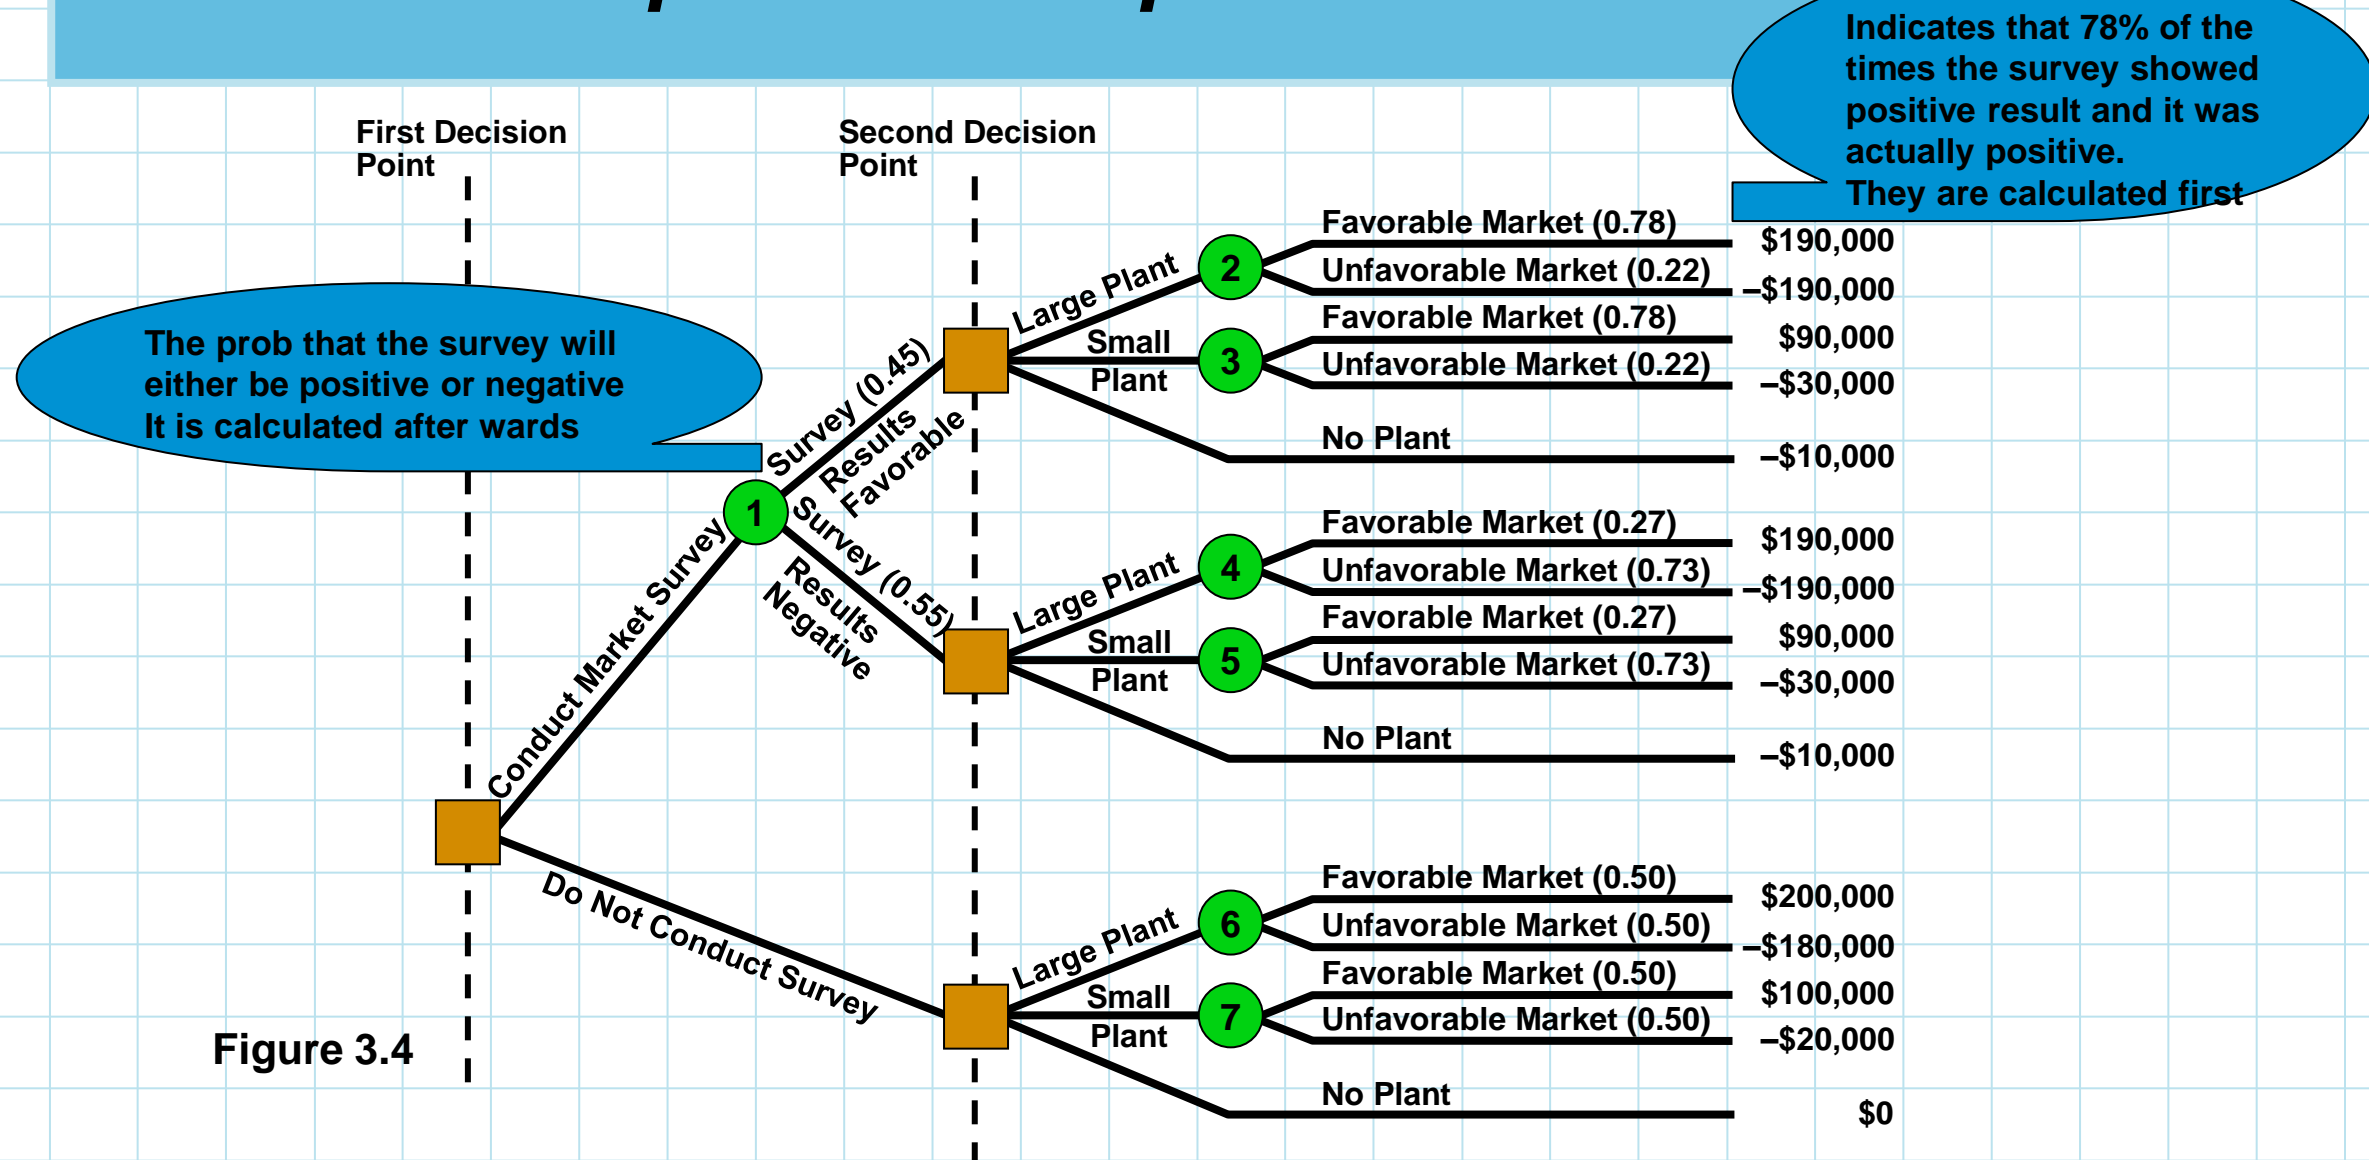 Indicates that 78% of the
times the survey showed
positive result and it was
actually positive.
They are calculated first
First Decision
Point
Second Decision
Point
The prob that the survey will
either be positive or negative
It is calculated after wards
Favorable Market (0.78)
$190,000
Unfavorable Market (0.22)
–$190,000
Large Plant
2
Favorable Market (0.78)
$90,000
Unfavorable Market (0.22)
–$30,000
Small
Plant
3
No Plant
–$10,000
Survey (0.45)
Results
Favorable
1
Survey (0.55)
Results
Negative
Conduct Market Survey
Favorable Market (0.27)
$190,000
Unfavorable Market (0.73)
–$190,000
Large Plant
4
Favorable Market (0.27)
$90,000
Unfavorable Market (0.73)
–$30,000
Small
Plant
5
No Plant
–$10,000
Do Not Conduct Survey
Favorable Market (0.50)
$200,000
Unfavorable Market (0.50)
–$180,000
Large Plant
6
Favorable Market (0.50)
$100,000
Unfavorable Market (0.50)
–$20,000
Small
Plant
7
No Plant
$0
Figure 3.4